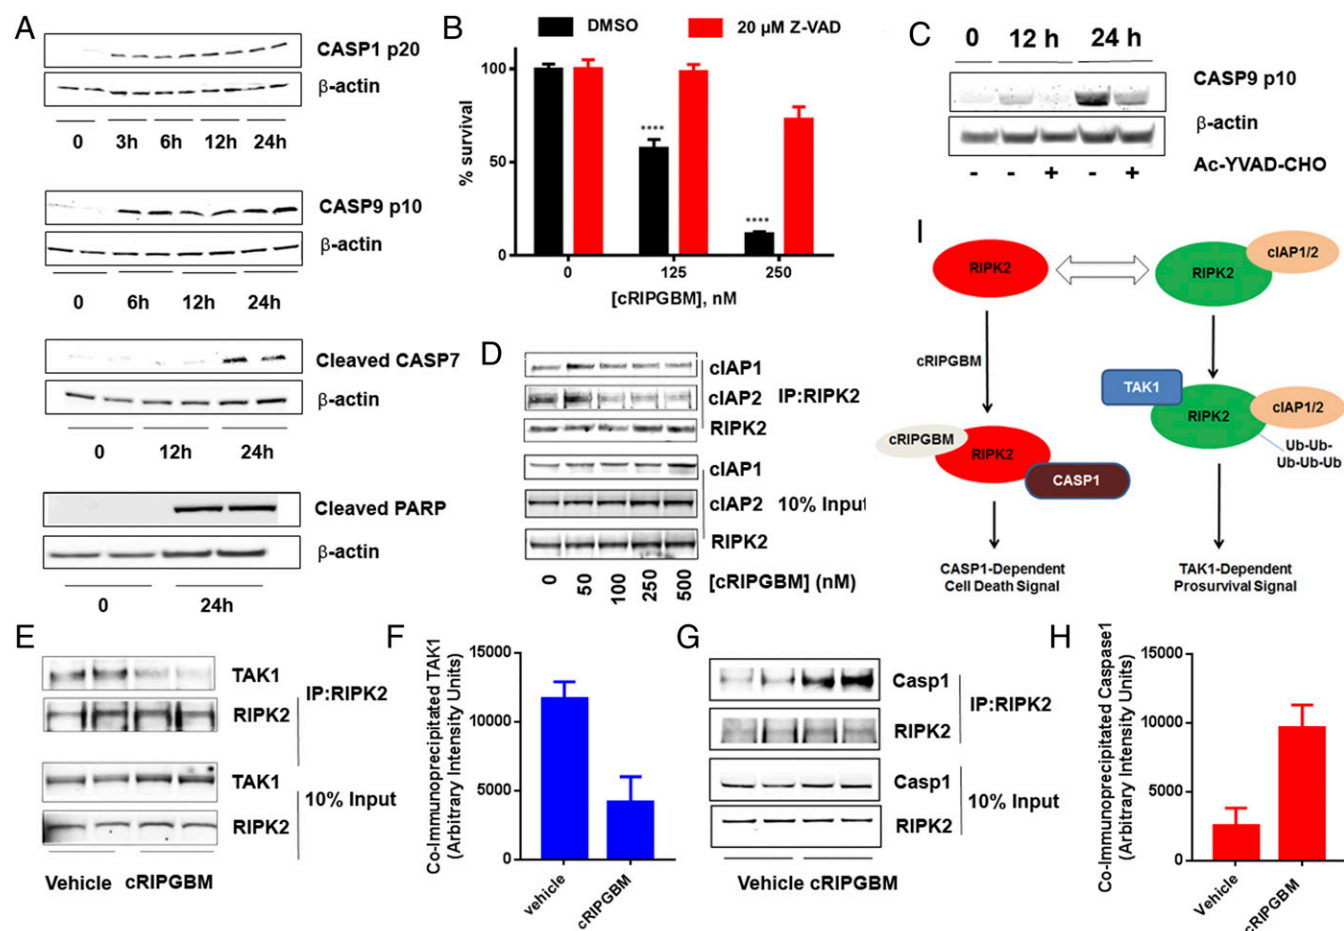 A
CASP1 p20
β-actin
0 3h 6h 12h 24h
CASP9 p10
β-actin
0 6h 12h 24h
Cleaved CASP7
β-actin
0 12h 24h
Cleaved PARP
β-actin
0 24h
B
DMSO 20 µM Z-VAD
% survival
100
50
0
**** ****
0 125 250
[cRIPGBM], nM
C
0 12 h 24 h
CASP9 p10
β-actin
- - + - + Ac-YVAD-CHO
D
cIAP1
cIAP2 IP:RIPK2
RIPK2
cIAP1
cIAP2 10% Input
RIPK2
0 50 100 250 500 [cRIPGBM] (nM)
I
RIPK2 RIPK2 cIAP1/2
cRIPGBM
TAK1 RIPK2 cIAP1/2
Ub-Ub-
Ub-Ub-Ub
cRIPGBM RIPK2 CASP1
CASP1-Dependent
Cell Death Signal
TAK1-Dependent
Prosurvival Signal
E
TAK1
RIPK2
IP:RIPK2
TAK1
RIPK2
10% Input
Vehicle cRIPGBM
F
Co-Immunoprecipitated TAK1
(Arbitrary Intensity Units)
15000
10000
5000
0
vehicle cRIPGBM
G
Casp1
RIPK2
IP:RIPK2
Casp1
RIPK2
10% Input
Vehicle cRIPGBM
H
Co-Immunoprecipitated Caspase1
(Arbitrary Intensity Units)
15000
10000
5000
0
Vehicle cRIPGBM